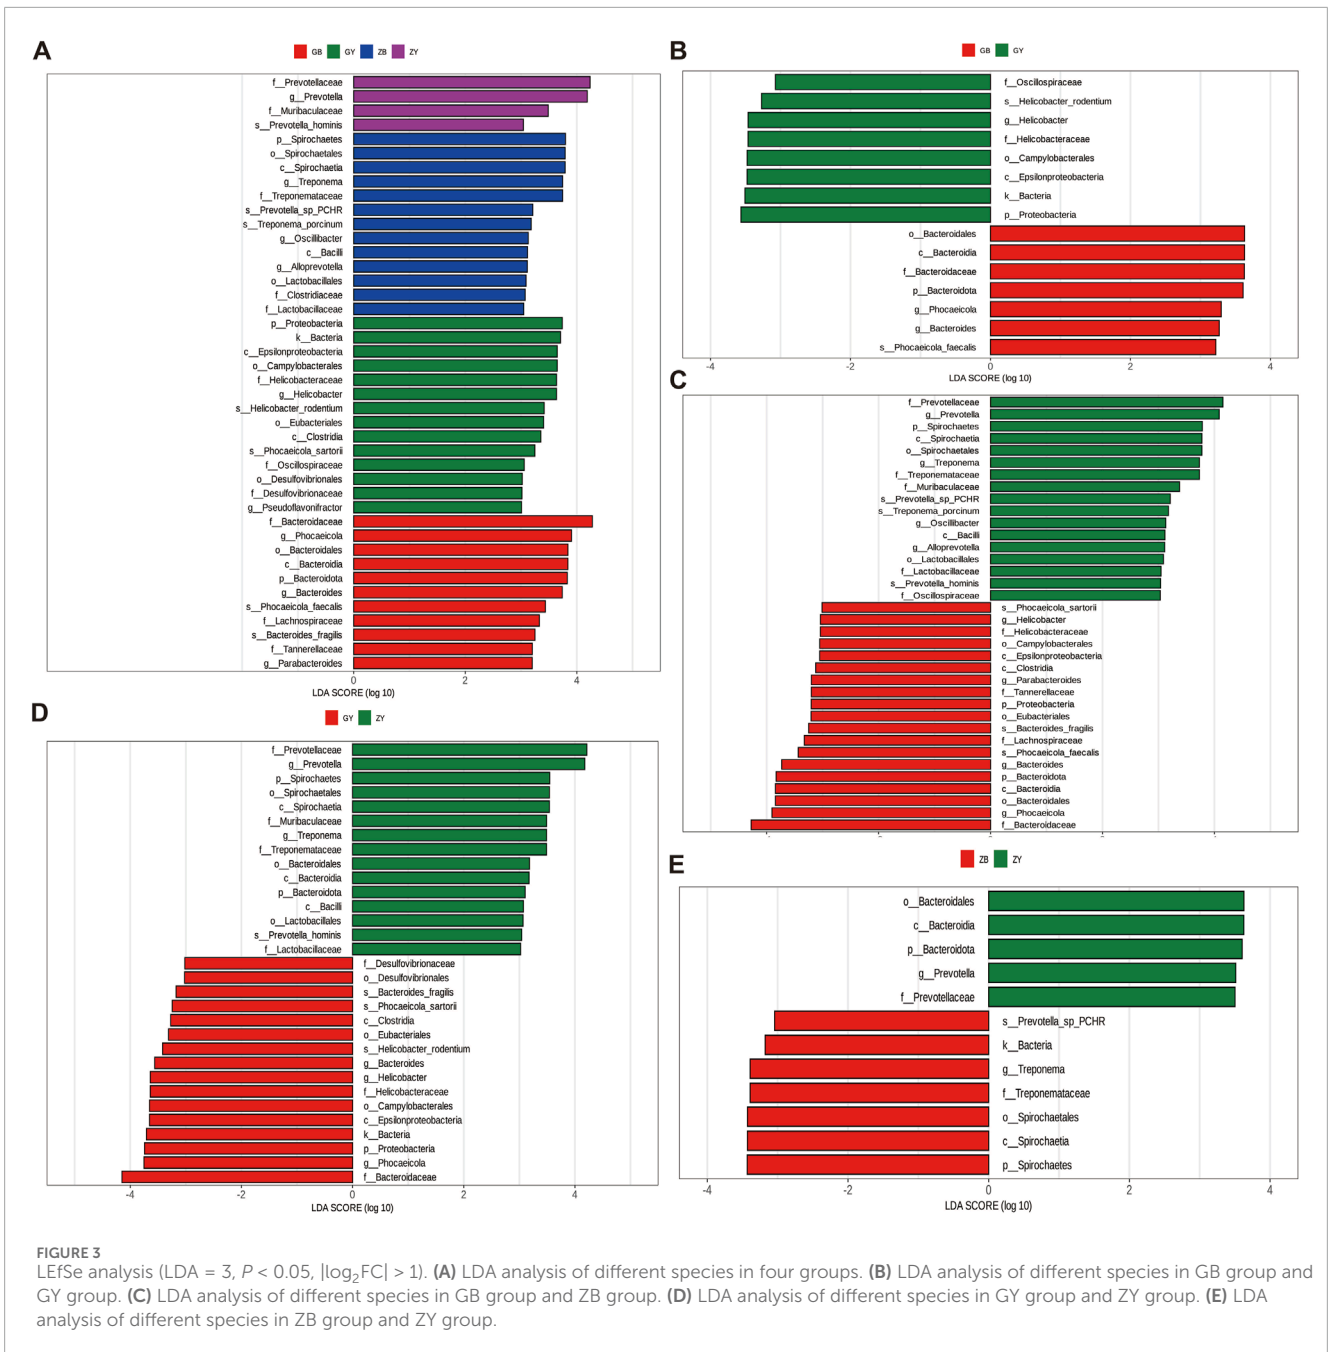 A
GB GY ZB ZY
f__Prevotellaceae
g__Prevotella
f__Muribaculaceae
s__Prevotella_hominis
p__Spirochaetes
o__Spirochaetales
c__Spirochaetia
g__Treponema
f__Treponemataceae
s__Prevotella_sp_PCHR
s__Treponema_porcinum
g__Oscillibacter
c__Bacilli
g__Alloprevotella
o__Lactobacillales
f__Clostridiaceae
f__Lactobacillaceae
p__Proteobacteria
k__Bacteria
c__Epsilonproteobacteria
o__Campylobacterales
f__Helicobacteraceae
g__Helicobacter
s__Helicobacter_rodentium
o__Eubacteriales
c__Clostridia
s__Phocaeicola_sartorii
f__Oscillospiraceae
o__Desulfovibrionales
f__Desulfovibrionaceae
g__Pseudoflavonifractor
f__Bacteroidaceae
g__Phocaeicola
o__Bacteroidales
c__Bacteroidia
p__Bacteroidota
g__Bacteroides
s__Phocaeicola_faecalis
f__Lachnospiraceae
s__Bacteroides_fragilis
f__Tannerellaceae
g__Parabacteroides
0 2 4
LDA SCORE (log 10)
B
GB GY
f__Oscillospiraceae
s__Helicobacter_rodentium
g__Helicobacter
f__Helicobacteraceae
o__Campylobacterales
c__Epsilonproteobacteria
k__Bacteria
p__Proteobacteria
o__Bacteroidales
c__Bacteroidia
f__Bacteroidaceae
p__Bacteroidota
g__Phocaeicola
g__Bacteroides
s__Phocaeicola_faecalis
-4 -2 0 2 4
LDA SCORE (log 10)
C
f__Prevotellaceae
g__Prevotella
p__Spirochaetes
c__Spirochaetia
o__Spirochaetales
g__Treponema
f__Treponemataceae
f__Muribaculaceae
s__Prevotella_sp_PCHR
s__Treponema_porcinum
g__Oscillibacter
c__Bacilli
g__Alloprevotella
o__Lactobacillales
f__Lactobacillaceae
s__Prevotella_hominis
f__Oscillospiraceae
s__Phocaeicola_sartorii
g__Helicobacter
f__Helicobacteraceae
o__Campylobacterales
c__Epsilonproteobacteria
c__Clostridia
g__Parabacteroides
f__Tannerellaceae
p__Proteobacteria
o__Eubacteriales
s__Bacteroides_fragilis
f__Lachnospiraceae
s__Phocaeicola_faecalis
g__Bacteroides
p__Bacteroidota
c__Bacteroidia
o__Bacteroidales
g__Phocaeicola
f__Bacteroidaceae
D
GY ZY
f__Prevotellaceae
g__Prevotella
p__Spirochaetes
o__Spirochaetales
c__Spirochaetia
f__Muribaculaceae
g__Treponema
f__Treponemataceae
o__Bacteroidales
c__Bacteroidia
p__Bacteroidota
c__Bacilli
o__Lactobacillales
s__Prevotella_hominis
f__Lactobacillaceae
f__Desulfovibrionaceae
o__Desulfovibrionales
s__Bacteroides_fragilis
s__Phocaeicola_sartorii
c__Clostridia
o__Eubacteriales
s__Helicobacter_rodentium
g__Bacteroides
g__Helicobacter
f__Helicobacteraceae
o__Campylobacterales
c__Epsilonproteobacteria
k__Bacteria
p__Proteobacteria
g__Phocaeicola
f__Bacteroidaceae
-4 -2 0 2 4
LDA SCORE (log 10)
E
ZB ZY
o__Bacteroidales
c__Bacteroidia
p__Bacteroidota
g__Prevotella
f__Prevotellaceae
s__Prevotella_sp_PCHR
k__Bacteria
g__Treponema
f__Treponemataceae
o__Spirochaetales
c__Spirochaetia
p__Spirochaetes
-4 -2 0 2 4
LDA SCORE (log 10)
FIGURE 3
LEfSe analysis (LDA = 3, P < 0.05, |log₂FC| > 1). (A) LDA analysis of different species in four groups. (B) LDA analysis of different species in GB group and
GY group. (C) LDA analysis of different species in GB group and ZB group. (D) LDA analysis of different species in GY group and ZY group. (E) LDA
analysis of different species in ZB group and ZY group.